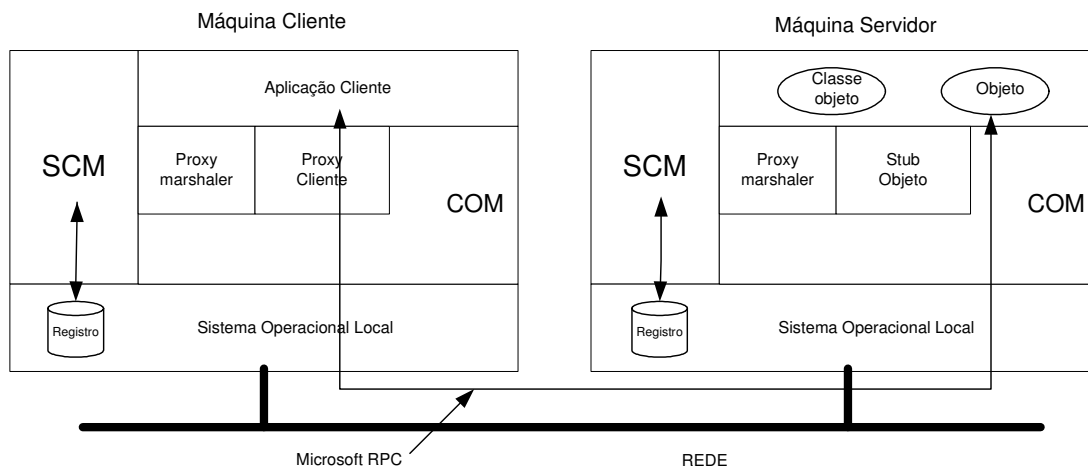 Máquina Cliente
Máquina Servidor
Aplicação Cliente
SCM
Proxy
marshaler
Proxy
Cliente
COM
Registro
Sistema Operacional Local
Classe
objeto
Objeto
SCM
Proxy
marshaler
Stub
Objeto
COM
Registro
Sistema Operacional Local
Microsoft RPC
REDE